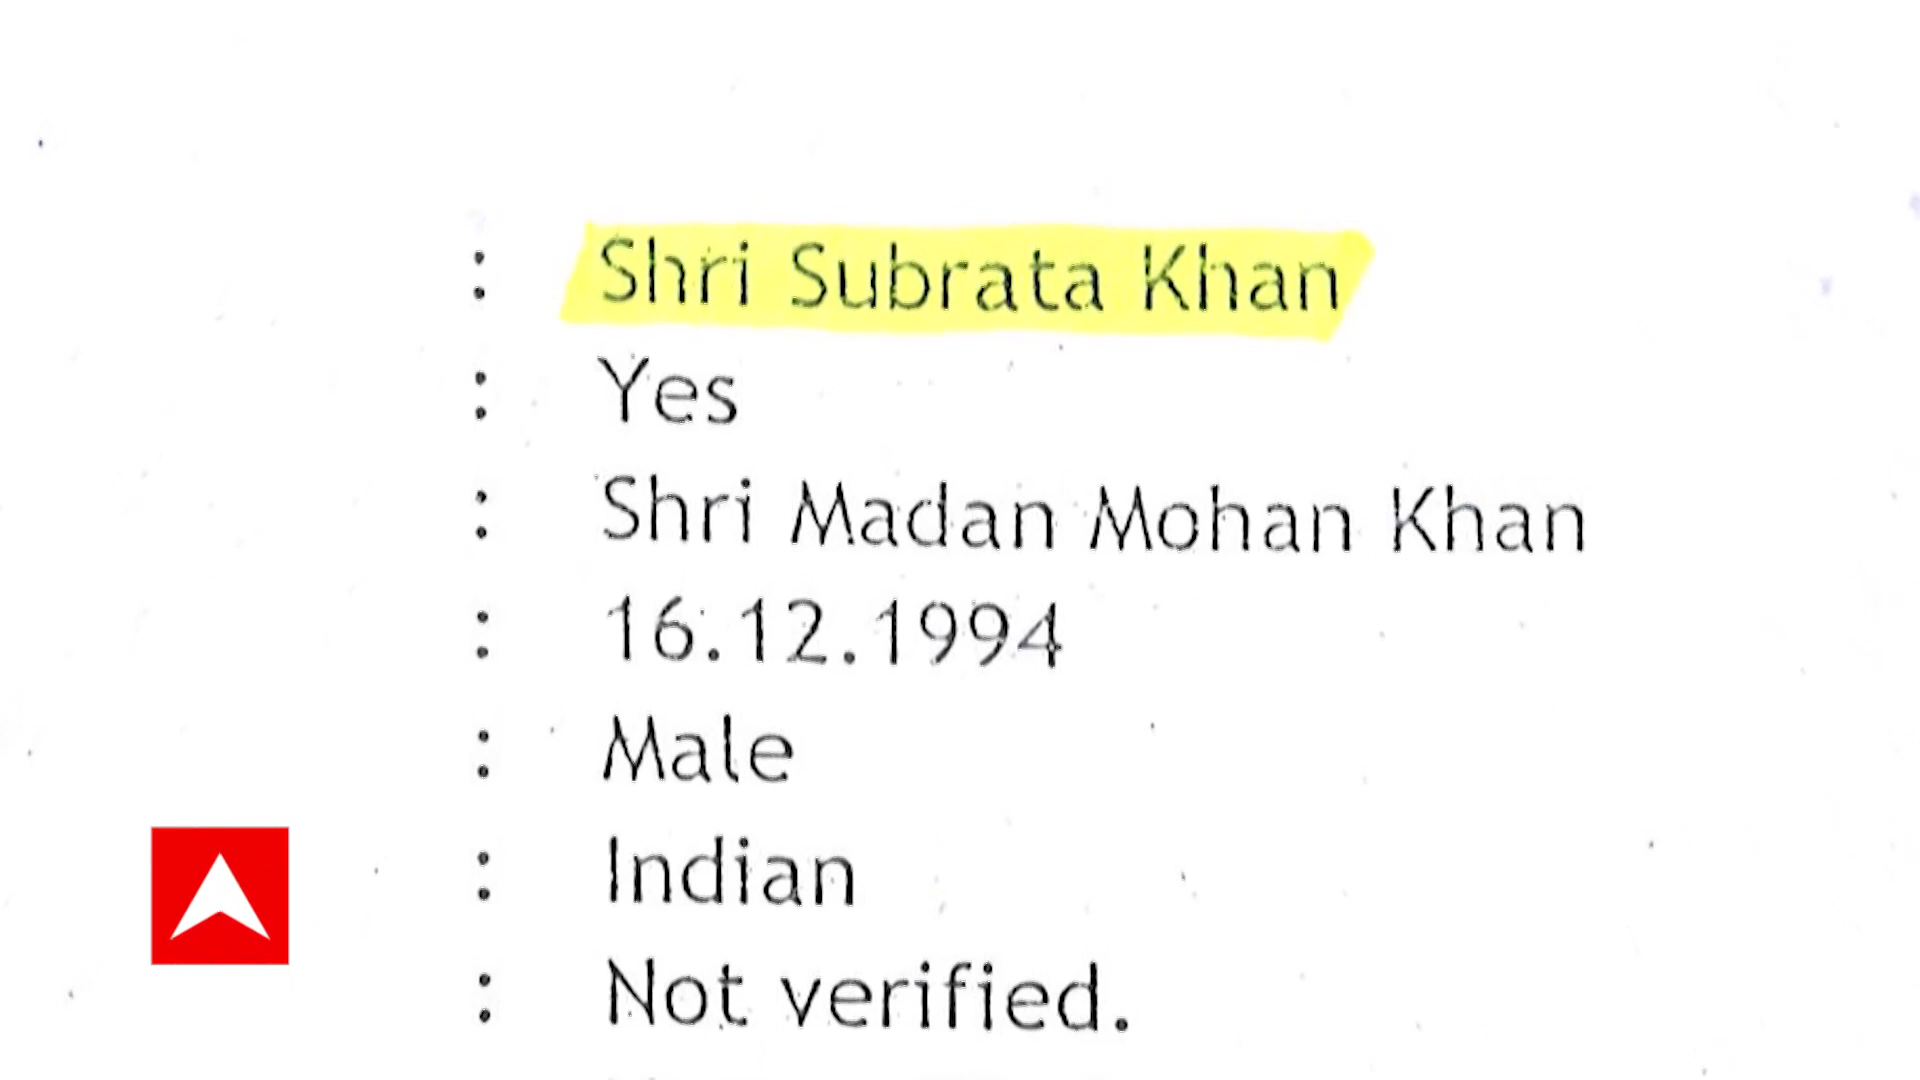 : Shri Subrata Khan
: Yes
: Shri Madan Mohan Khan
: 16.12.1994
: Male
: Indian
: Not verified.